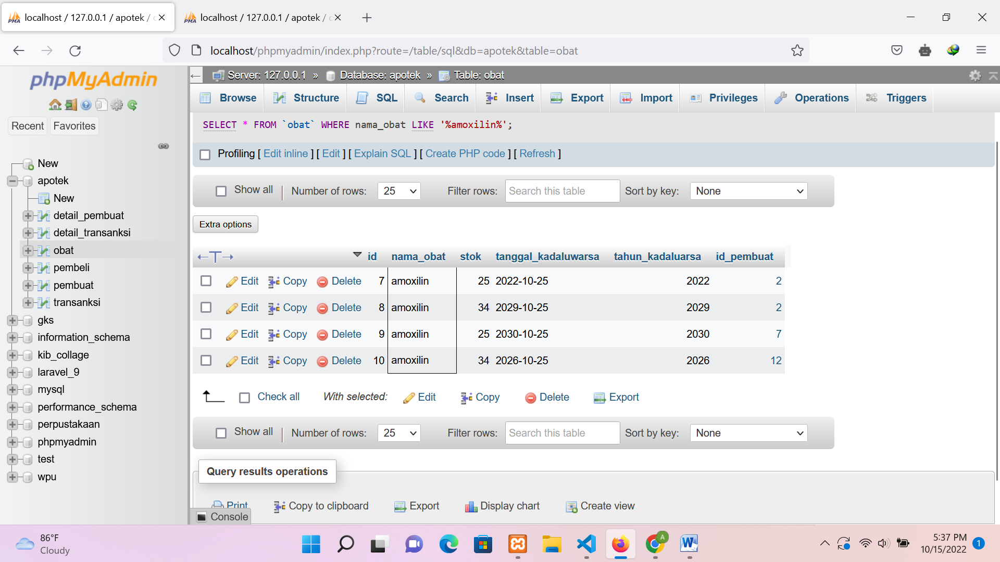 localhost / 127.0.0.1 / apotek /
localhost / 127.0.0.1 / apotek /
localhost/phpmyadmin/index.php?route=/table/sql&db=apotek&table=obat
phpMyAdmin
Recent Favorites
New
apotek
New
detail_pembuat
detail_transanksi
obat
pembeli
pembuat
transanksi
gks
information_schema
kib_collage
laravel_9
mysql
performance_schema
perpustakaan
phpmyadmin
test
wpu
Server: 127.0.0.1 » Database: apotek » Table: obat
Browse Structure SQL Search Insert Export Import Privileges Operations Triggers
SELECT * FROM `obat` WHERE nama_obat LIKE '%amoxilin%';
Profiling [ Edit inline ] [ Edit ] [ Explain SQL ] [ Create PHP code ] [ Refresh ]
Show all | Number of rows: 25 Filter rows: Search this table Sort by key: None
Extra options
←T→ id nama_obat stok tanggal_kadaluwarsa tahun_kadaluarsa id_pembuat
Edit Copy Delete 7 amoxilin 25 2022-10-25 2022 2
Edit Copy Delete 8 amoxilin 34 2029-10-25 2029 2
Edit Copy Delete 9 amoxilin 25 2030-10-25 2030 7
Edit Copy Delete 10 amoxilin 34 2026-10-25 2026 12
Check all With selected: Edit Copy Delete Export
Show all | Number of rows: 25 Filter rows: Search this table Sort by key: None
Query results operations
Print Copy to clipboard Export Display chart Create view
Console
86°F
Cloudy
A
5:37 PM
10/15/2022
1